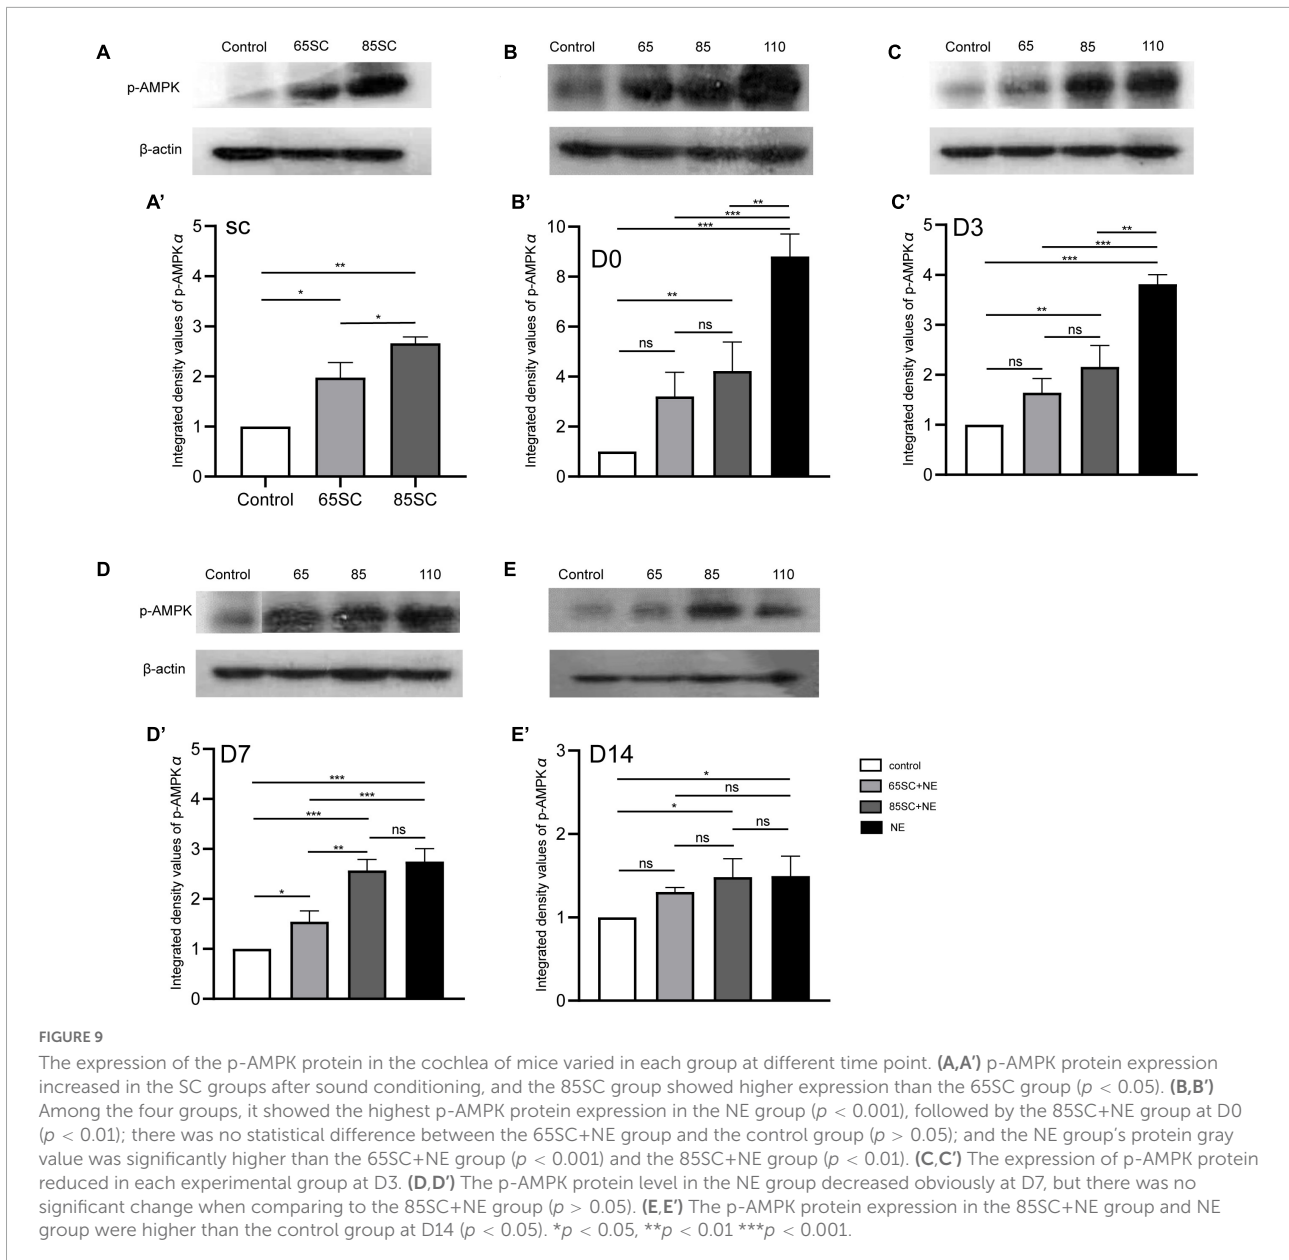 A
Control 65SC 85SC
p-AMPK
β-actin
B
Control 65 85 110
C
Control 65 85 110
A'
SC
Integrated density values of p-AMPKα
5
4
3
2
1
0
**
*
*
Control 65SC 85SC
B'
D0
Integrated density values of p-AMPKα
10
8
6
4
2
0
**
***
***
**
ns
ns
C'
D3
Integrated density values of p-AMPKα
5
4
3
2
1
0
**
***
***
**
ns
ns
D
Control 65 85 110
p-AMPK
β-actin
E
Control 65 85 110
D'
D7
Integrated density values of p-AMPKα
5
4
3
2
1
0
***
***
***
ns
**
*
E'
D14
Integrated density values of p-AMPKα
3
2
1
0
*
ns
*
ns
ns
ns
control
65SC+NE
85SC+NE
NE
FIGURE 9
The expression of the p-AMPK protein in the cochlea of mice varied in each group at different time point. (A,A′) p-AMPK protein expression
increased in the SC groups after sound conditioning, and the 85SC group showed higher expression than the 65SC group (p < 0.05). (B,B′)
Among the four groups, it showed the highest p-AMPK protein expression in the NE group (p < 0.001), followed by the 85SC+NE group at D0
(p < 0.01); there was no statistical difference between the 65SC+NE group and the control group (p > 0.05); and the NE group's protein gray
value was significantly higher than the 65SC+NE group (p < 0.001) and the 85SC+NE group (p < 0.01). (C,C′) The expression of p-AMPK protein
reduced in each experimental group at D3. (D,D′) The p-AMPK protein level in the NE group decreased obviously at D7, but there was no
significant change when comparing to the 85SC+NE group (p > 0.05). (E,E′) The p-AMPK protein expression in the 85SC+NE group and NE
group were higher than the control group at D14 (p < 0.05). *p < 0.05, **p < 0.01 ***p < 0.001.